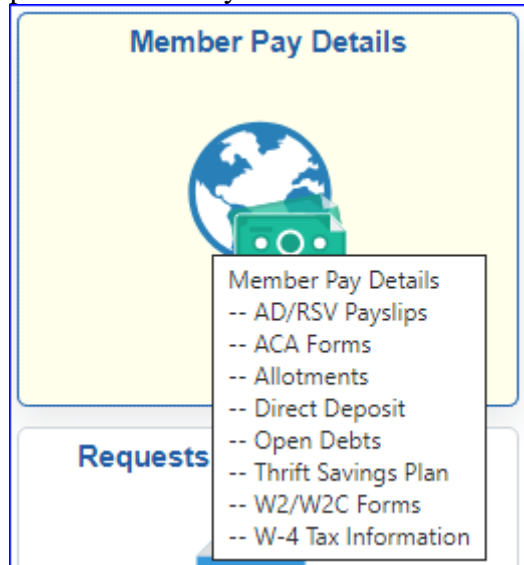 Member Pay Details
Member Pay Details
-- AD/RSV Payslips
-- ACA Forms
-- Allotments
-- Direct Deposit
-- Open Debts
-- Thrift Savings Plan
-- W2/W2C Forms
-- W-4 Tax Information
Requests